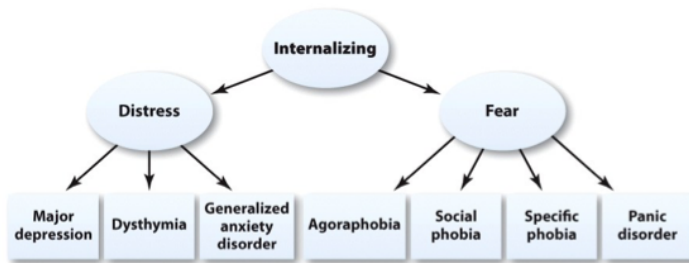 Internalizing
Distress
Fear
Major
depression
Dysthymia
Generalized
anxiety
disorder
Agoraphobia
Social
phobia
Specific
phobia
Panic
disorder